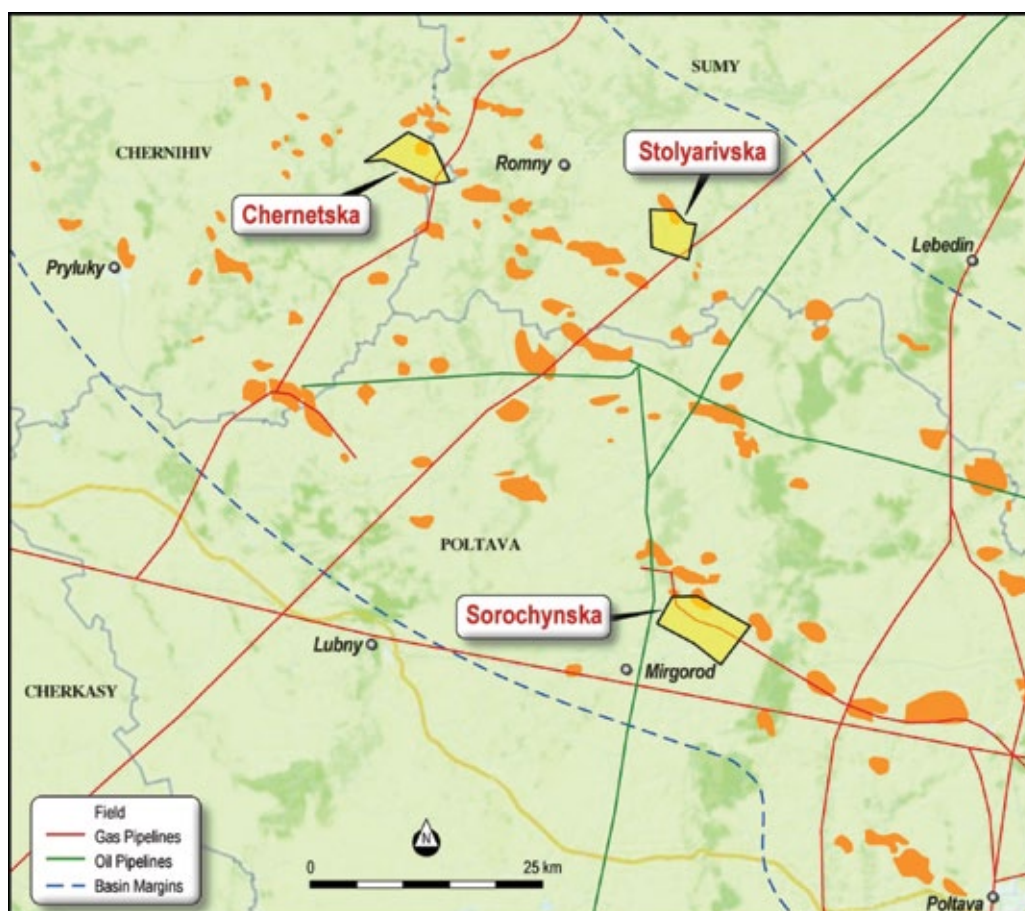 SUMY
CHERNIHIV
Romny
Stolyarivska
Chernetska
Lebedin
Pryluky
POLTAVA
Sorochynska
Lubny
Mirgorod
CHERKASY
Field
Gas Pipelines
Oil Pipelines
Basin Margins
N
0 25 km
Poltava